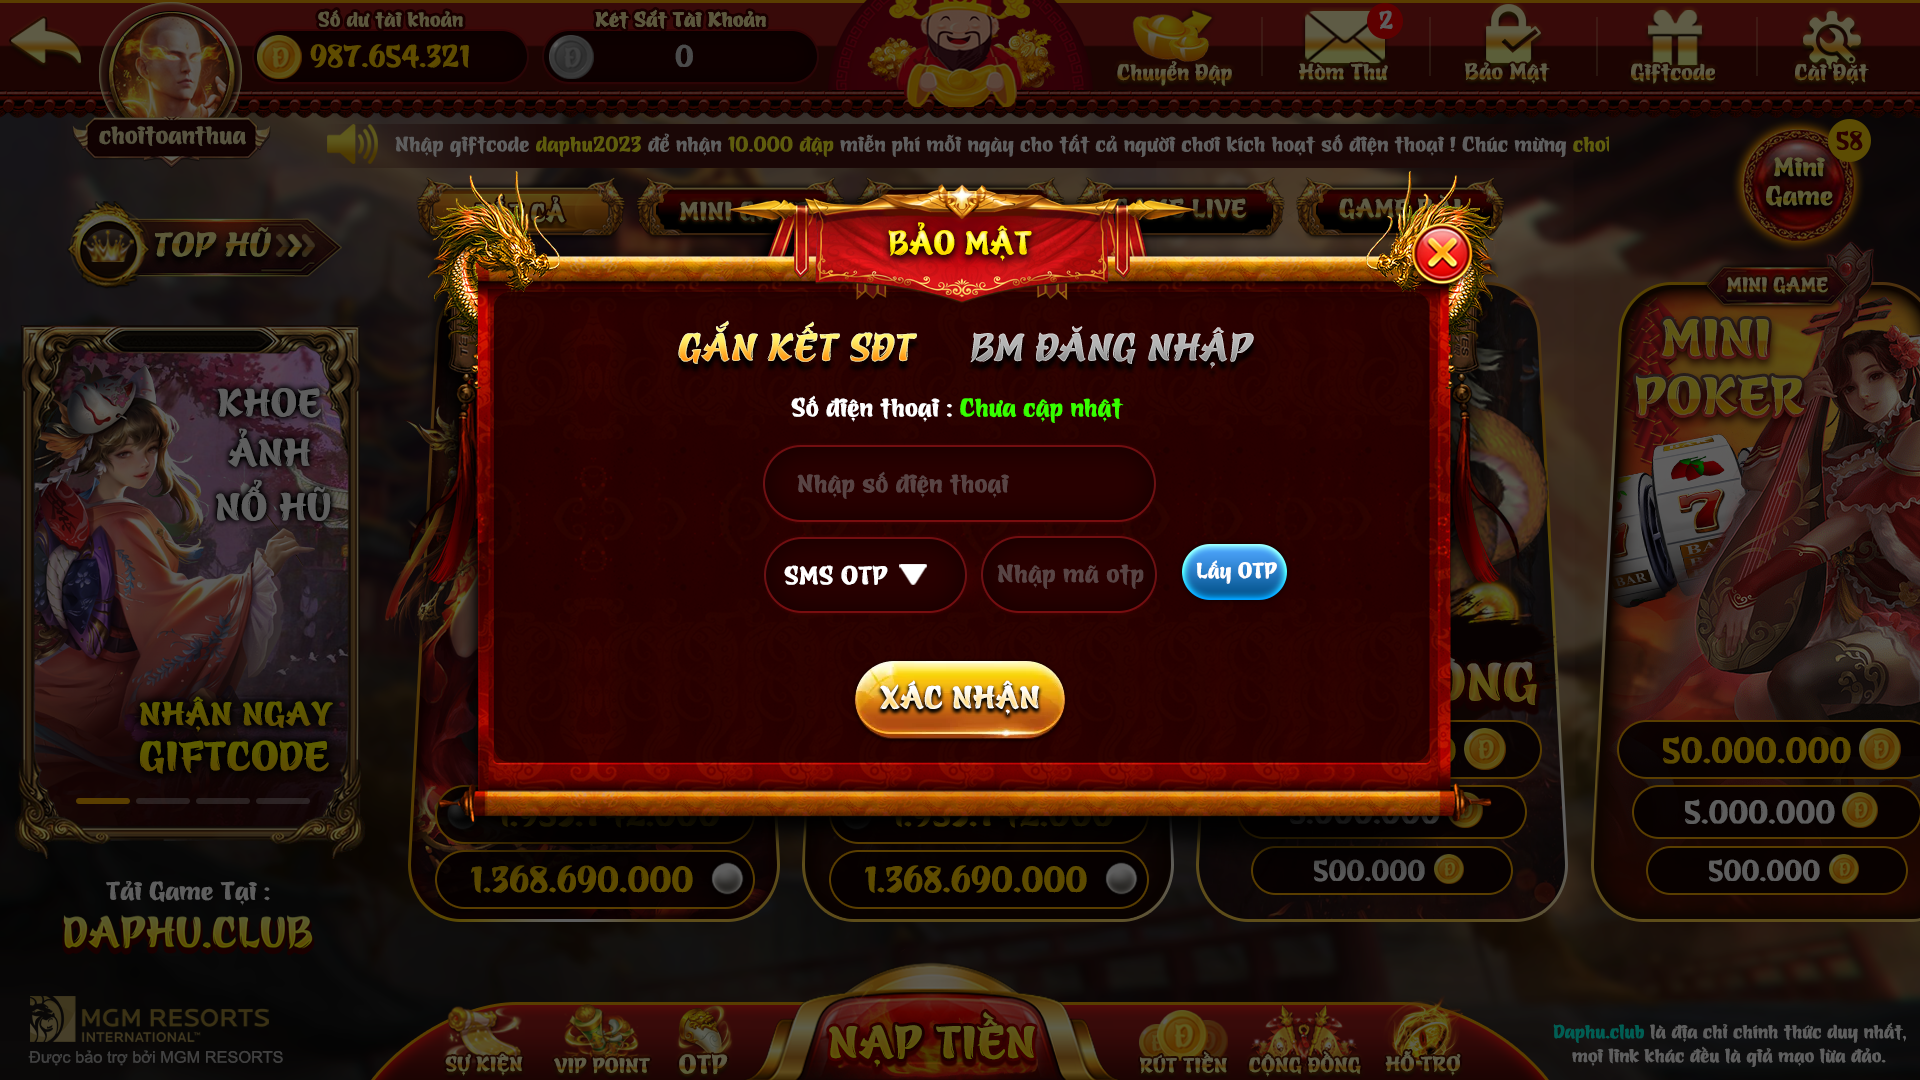 Số dư tài khoản
987.654.321
Két Sắt Tài Khoản
0
Chuyển Đập
Hòm Thư
2
Bảo Mật
Giftcode
Cài Đặt
choitoanthua
Nhập giftcode daphu2023 để nhận 10.000 đập miễn phí mỗi ngày cho tất cả người chơi kích hoạt số điện thoại ! Chúc mừng choi
58
Mini
Game
TOP HŨ
CẢ
MINI
LIVE
GAME
BẢO MẬT
MINI GAME
MINI
POKER
GẮN KẾT SĐT
BM ĐĂNG NHẬP
Số điện thoại : Chưa cập nhật
Nhập số điện thoại
SMS OTP
Nhập mã otp
Lấy OTP
XÁC NHẬN
KHOE
ẢNH
NỔ HŨ
NHẬN NGAY
GIFTCODE
50.000.000
5.000.000
500.000
1.368.690.000
1.368.690.000
500.000
Tải Game Tại :
DAPHU.CLUB
MGM RESORTS
INTERNATIONAL™
Được bảo trợ bởi MGM RESORTS
SỰ KIỆN
VIP POINT
OTP
NẠP TIỀN
RÚT TIỀN
CỘNG ĐỒNG
HỖ TRỢ
Daphu.club là địa chỉ chính thức duy nhất,
mọi link khác đều là giả mạo lừa đảo.